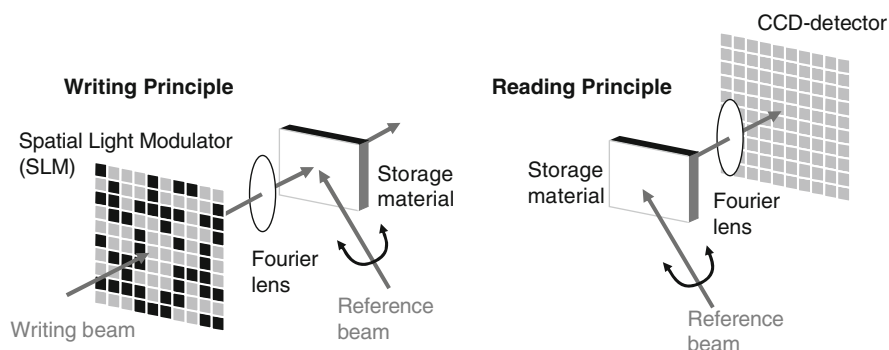 Writing Principle
Spatial Light Modulator
(SLM)
Storage
material
Fourier
lens
Writing beam
Reference
beam
CCD-detector
Reading Principle
Storage
material
Fourier
lens
Reference
beam